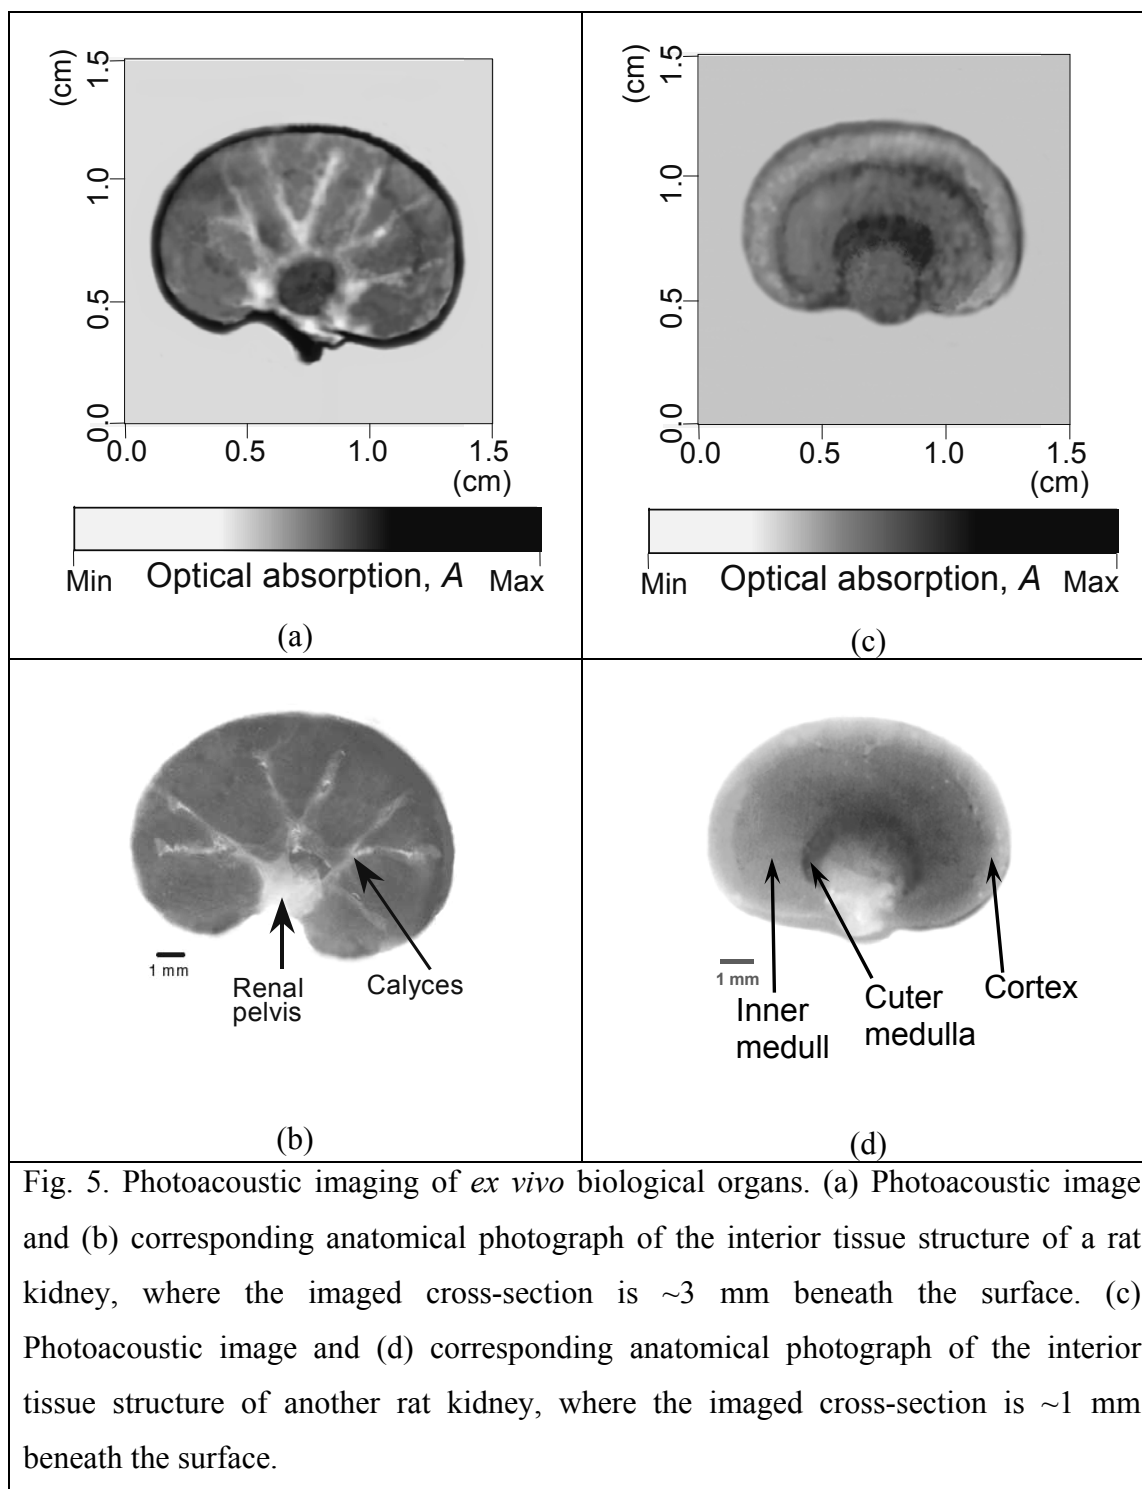 (cm)
1.5
1.0
0.5
0.0
0.0 0.5 1.0 1.5
(cm)
Min Optical absorption, A Max
(a)
(cm)
1.5
1.0
0.5
0.0
0.0 0.5 1.0 1.5
(cm)
Min Optical absorption, A Max
(c)
1 mm
Renal
pelvis
Calyces
(b)
1 mm
Inner
medull
Cuter
medulla
Cortex
(d)
Fig. 5. Photoacoustic imaging of ex vivo biological organs. (a) Photoacoustic image
and (b) corresponding anatomical photograph of the interior tissue structure of a rat
kidney, where the imaged cross-section is ~3 mm beneath the surface. (c)
Photoacoustic image and (d) corresponding anatomical photograph of the interior
tissue structure of another rat kidney, where the imaged cross-section is ~1 mm
beneath the surface.